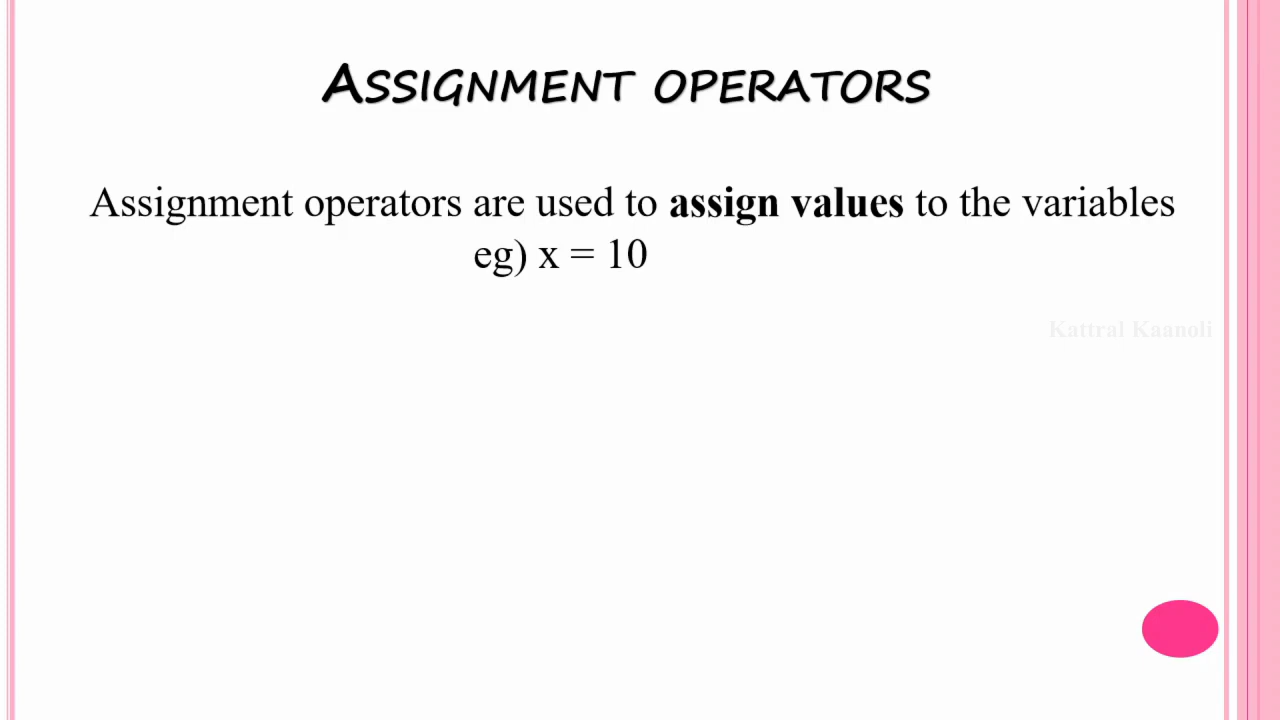 ASSIGNMENT OPERATORS
Assignment operators are used to assign values to the variables
eg) x = 10
Kattral Kaanoli